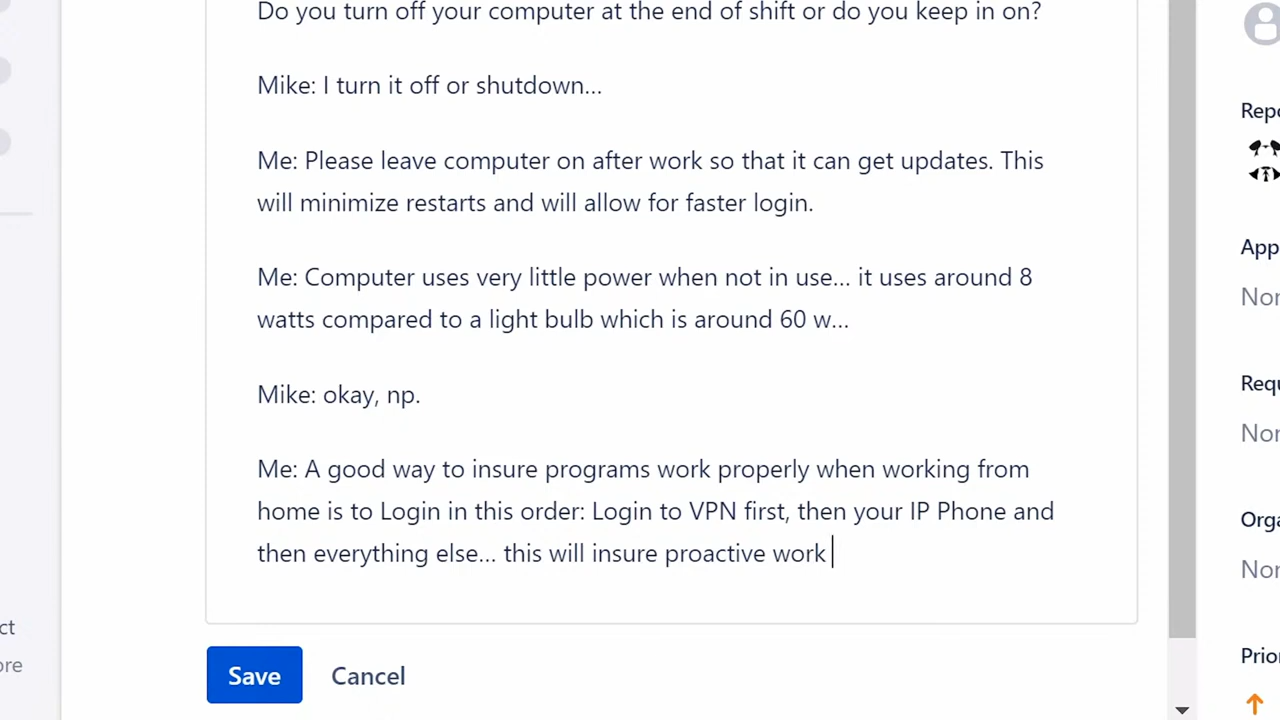 Do you turn off your computer at the end of shift or do you keep in on?
Mike: I turn it off or shutdown...
Me: Please leave computer on after work so that it can get updates. This
will minimize restarts and will allow for faster login.
Me: Computer uses very little power when not in use... it uses around 8
watts compared to a light bulb which is around 60 w...
Mike: okay, np.
Me: A good way to insure programs work properly when working from
home is to Login in this order: Login to VPN first, then your IP Phone and
then everything else... this will insure proactive work
Save Cancel
ct
ore
Repo
App
Nor
Requ
Nor
Orga
Nor
Prior